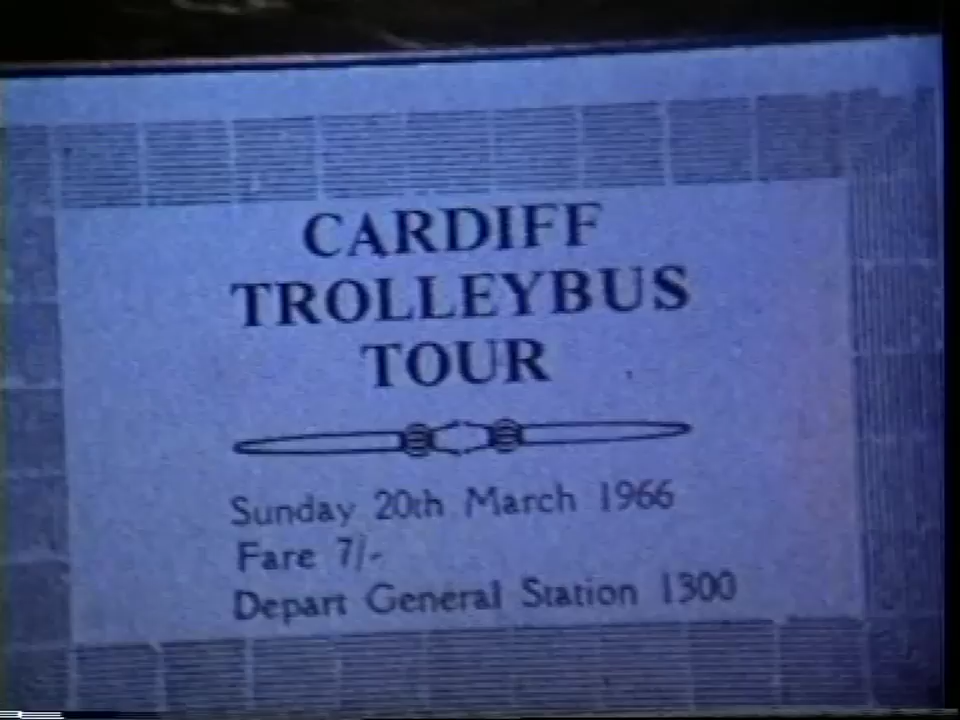 CARDIFF
TROLLEYBUS
TOUR
Sunday 20th March 1966
Fare 7/-
Depart General Station 1300